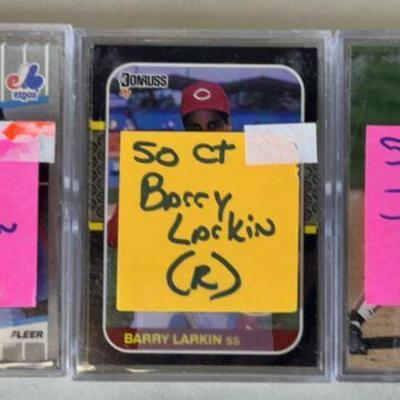 expos
FLEER
DONRUSS
50 CT
Barry
Larkin
(R)
BARRY LARKIN SS